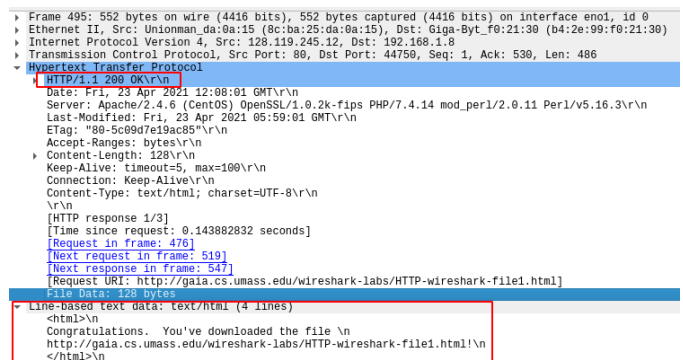 Frame 495: 552 bytes on wire (4416 bits), 552 bytes captured (4416 bits) on interface eno1, id 0
Ethernet II, Src: Unionman_da:0a:15 (8c:ba:25:da:0a:15), Dst: Giga-Byt_f0:21:30 (b4:2e:99:f0:21:30)
Internet Protocol Version 4, Src: 128.119.245.12, Dst: 192.168.1.8
Transmission Control Protocol, Src Port: 80, Dst Port: 44750, Seq: 1, Ack: 530, Len: 486
Hypertext Transfer Protocol
HTTP/1.1 200 OK\r\n
Date: Fri, 23 Apr 2021 12:08:01 GMT\r\n
Server: Apache/2.4.6 (CentOS) OpenSSL/1.0.2k-fips PHP/7.4.14 mod_perl/2.0.11 Perl/v5.16.3\r\n
Last-Modified: Fri, 23 Apr 2021 05:59:01 GMT\r\n
ETag: "80-5c09d7e19ac85"\r\n
Accept-Ranges: bytes\r\n
Content-Length: 128\r\n
Keep-Alive: timeout=5, max=100\r\n
Connection: Keep-Alive\r\n
Content-Type: text/html; charset=UTF-8\r\n
\r\n
[HTTP response 1/3]
[Time since request: 0.143882832 seconds]
[Request in frame: 476]
[Next request in frame: 519]
[Next response in frame: 547]
[Request URI: http://gaia.cs.umass.edu/wireshark-labs/HTTP-wireshark-file1.html]
File Data: 128 bytes
Line-based text data: text/html (4 lines)
<html>\n
Congratulations.  You've downloaded the file \n
http://gaia.cs.umass.edu/wireshark-labs/HTTP-wireshark-file1.html!\n
</html>\n